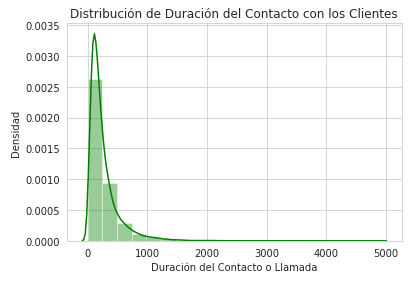 Distribución de Duración del Contacto con los Clientes
0.0035
0.0030
0.0025
0.0020
0.0015
0.0010
0.0005
0.0000
Densidad
0 1000 2000 3000 4000 5000
Duración del Contacto o Llamada